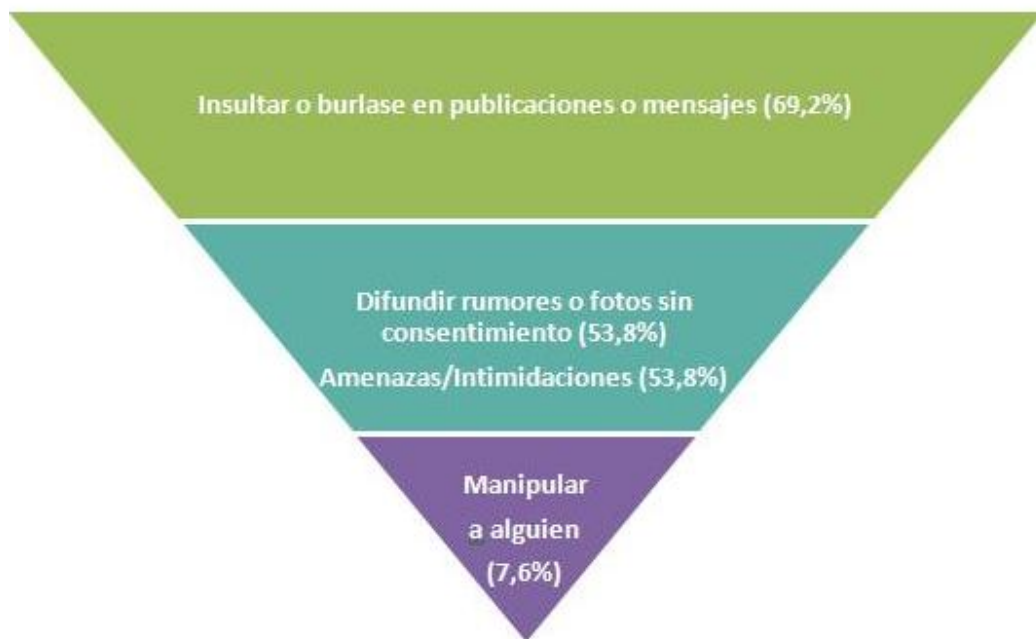 Insultar o burlase en publicaciones o mensajes (69,2%)
Difundir rumores o fotos sin
consentimiento (53,8%)
Amenazas/Intimidaciones (53,8%)
Manipular
a alguien
(7,6%)